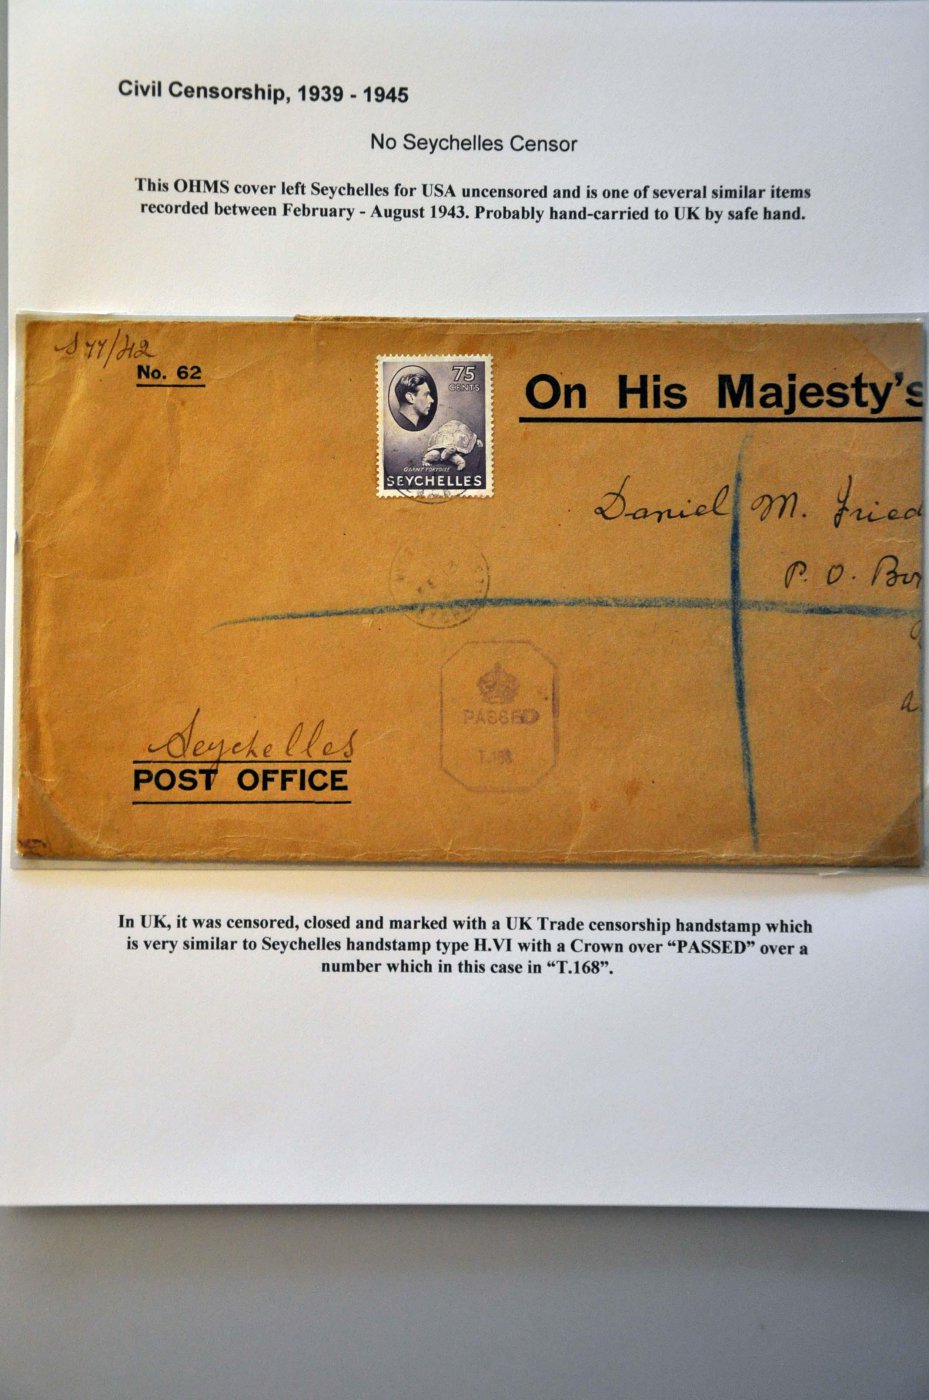 Civil Censorship, 1939 - 1945
No Seychelles Censor
This OHMS cover left Seychelles for USA uncensored and is one of several similar items
recorded between February - August 1943. Probably hand-carried to UK by safe hand.
S 77/42
No. 62
75
CENTS
GIANT TORTOISE
SEYCHELLES
On His Majesty's
Daniel M. Fried
P. O. Box
PASSED
T.168
Seychelles
POST OFFICE
In UK, it was censored, closed and marked with a UK Trade censorship handstamp which
is very similar to Seychelles handstamp type H.VI with a Crown over “PASSED” over a
number which in this case in “T.168”.